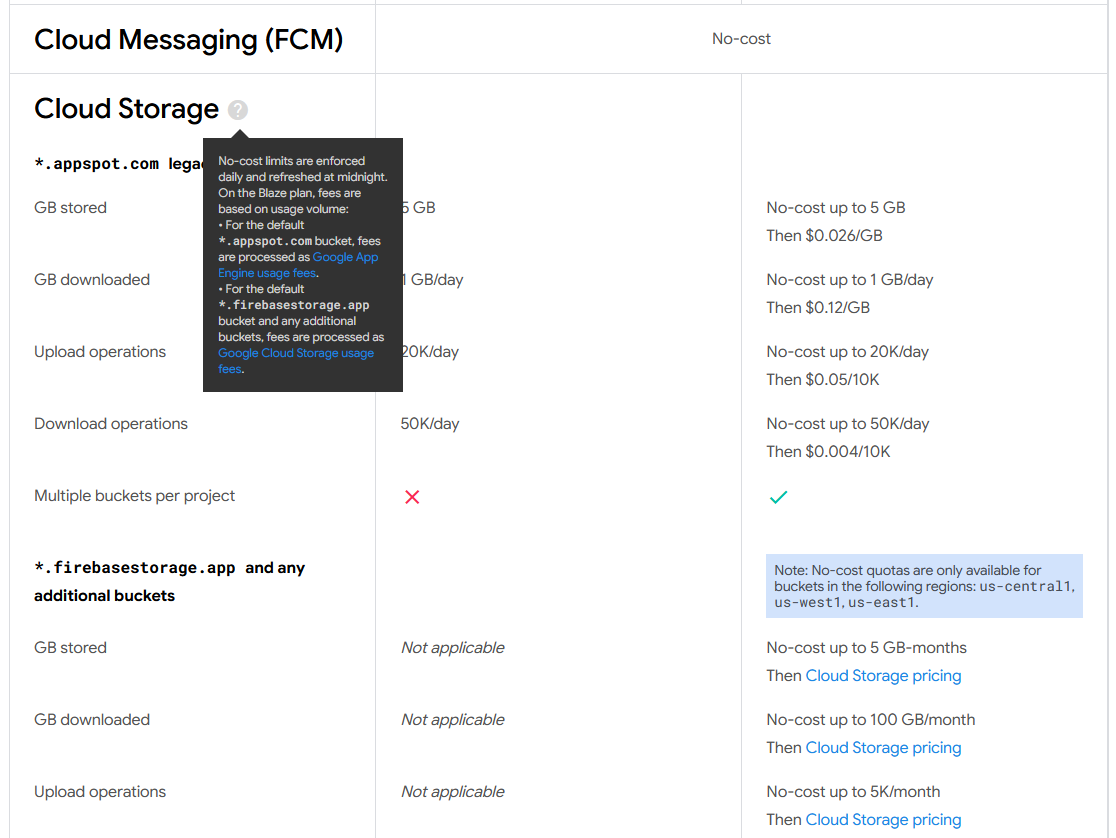 Cloud Messaging (FCM)
No-cost
Cloud Storage ?
*.appspot.com
No-cost limits are enforced
daily and refreshed at midnight.
On the Blaze plan, fees are
based on usage volume:
• For the default
*.appspot.com bucket, fees
are processed as Google App
Engine usage fees.
• For the default
*.firebasestorage.app
bucket and any additional
buckets, fees are processed as
Google Cloud Storage usage
fees.
GB stored
5 GB
No-cost up to 5 GB
Then $0.026/GB
GB downloaded
1 GB/day
No-cost up to 1 GB/day
Then $0.12/GB
Upload operations
20K/day
No-cost up to 20K/day
Then $0.05/10K
Download operations
50K/day
No-cost up to 50K/day
Then $0.004/10K
Multiple buckets per project
*.firebasestorage.app and any
additional buckets
Note: No-cost quotas are only available for
buckets in the following regions: us-central1,
us-west1, us-east1.
GB stored
Not applicable
No-cost up to 5 GB-months
Then Cloud Storage pricing
GB downloaded
Not applicable
No-cost up to 100 GB/month
Then Cloud Storage pricing
Upload operations
Not applicable
No-cost up to 5K/month
Then Cloud Storage pricing